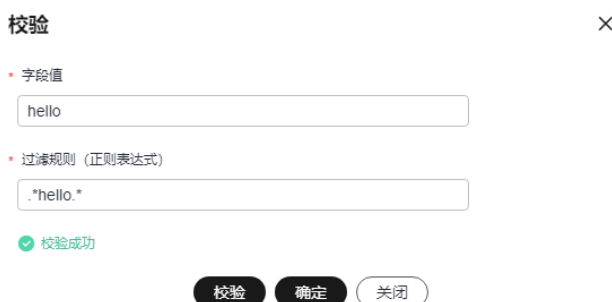 校验
* 字段值
hello
* 过滤规则（正则表达式）
.*hello.*
校验成功
校验 确定 关闭